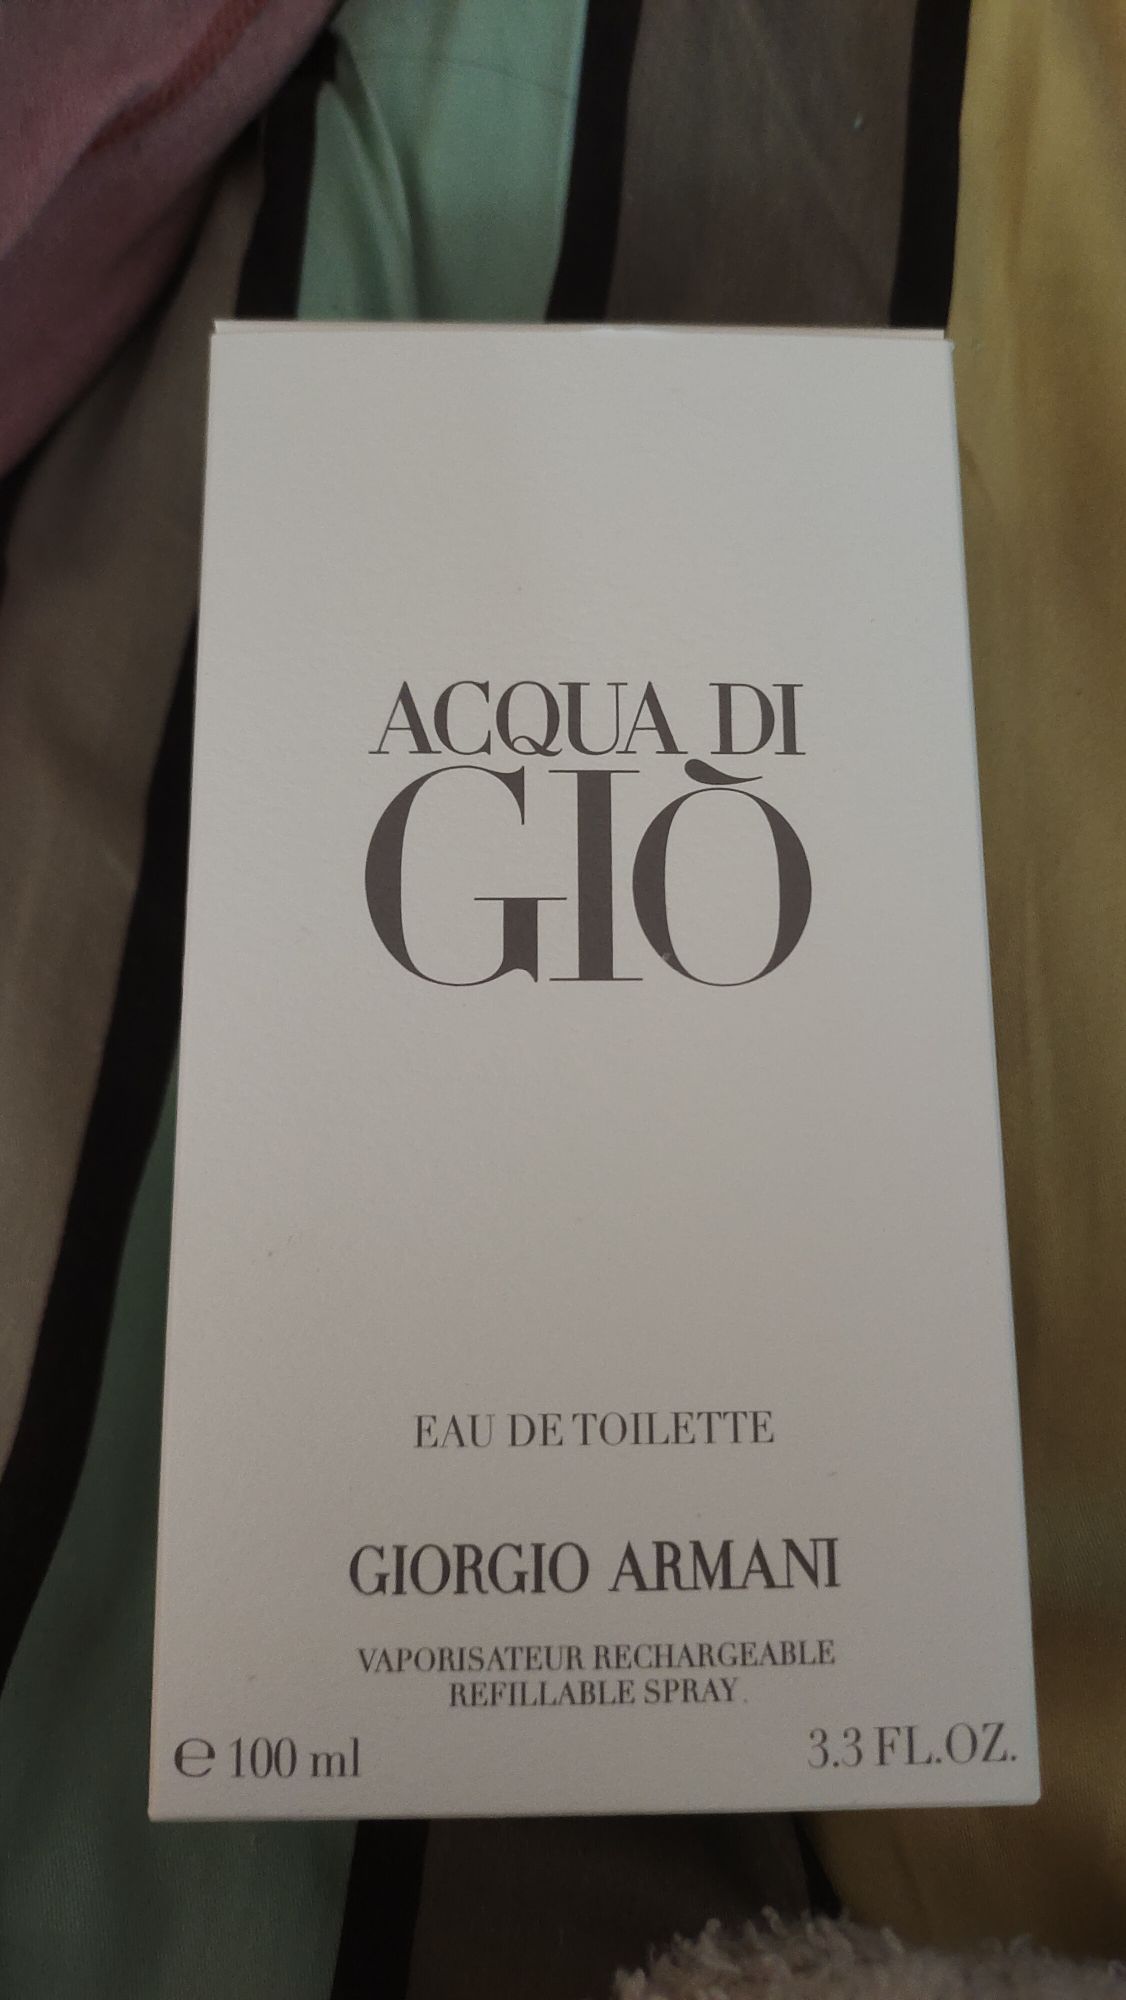 ACQUA DI
GIÒ
EAU DE TOILETTE
GIORGIO ARMANI
VAPORISATEUR RECHARGEABLE
REFILLABLE SPRAY
℮ 100 ml
3.3 FL.OZ.